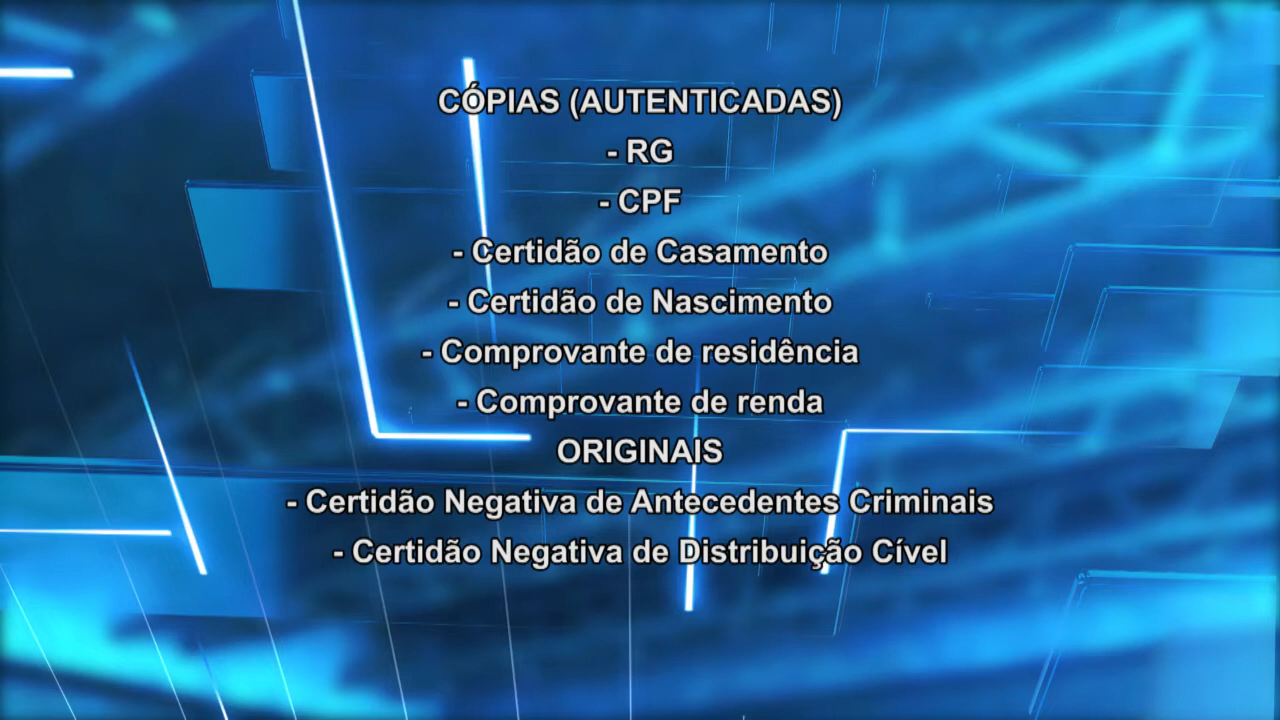 CÓPIAS (AUTENTICADAS)
- RG
- CPF
- Certidão de Casamento
- Certidão de Nascimento
- Comprovante de residência
- Comprovante de renda
ORIGINAIS
- Certidão Negativa de Antecedentes Criminais
- Certidão Negativa de Distribuição Cível